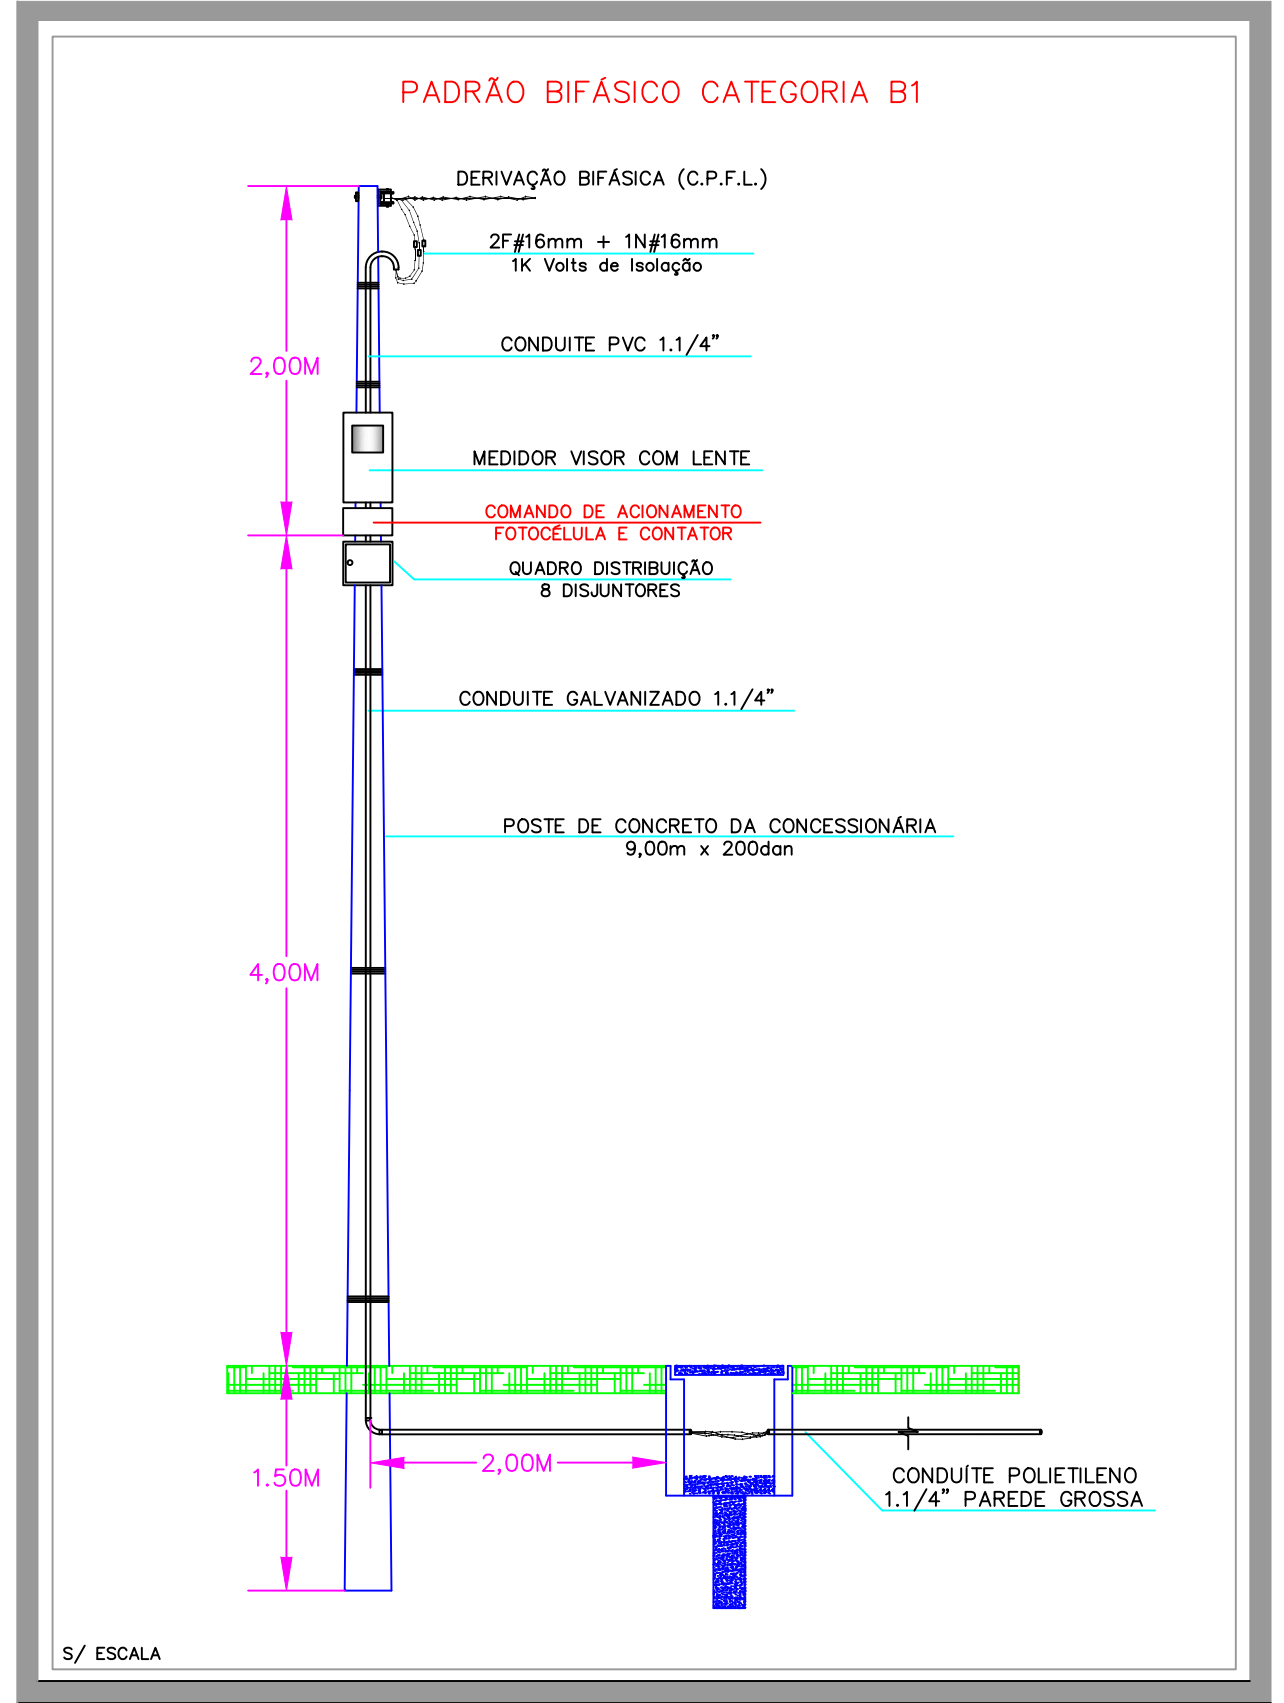 PADRÃO BIFÁSICO CATEGORIA B1
DERIVAÇÃO BIFÁSICA (C.P.F.L.)
2F#16mm + 1N#16mm
1K Volts de Isolação
CONDUITE PVC 1.1/4”
2,00M
MEDIDOR VISOR COM LENTE
COMANDO DE ACIONAMENTO
FOTOCÉLULA E CONTATOR
QUADRO DISTRIBUIÇÃO
8 DISJUNTORES
CONDUITE GALVANIZADO 1.1/4”
POSTE DE CONCRETO DA CONCESSIONÁRIA
9,00m x 200dan
4,00M
2,00M
1.50M
CONDUÍTE POLIETILENO
1.1/4” PAREDE GROSSA
S/ ESCALA